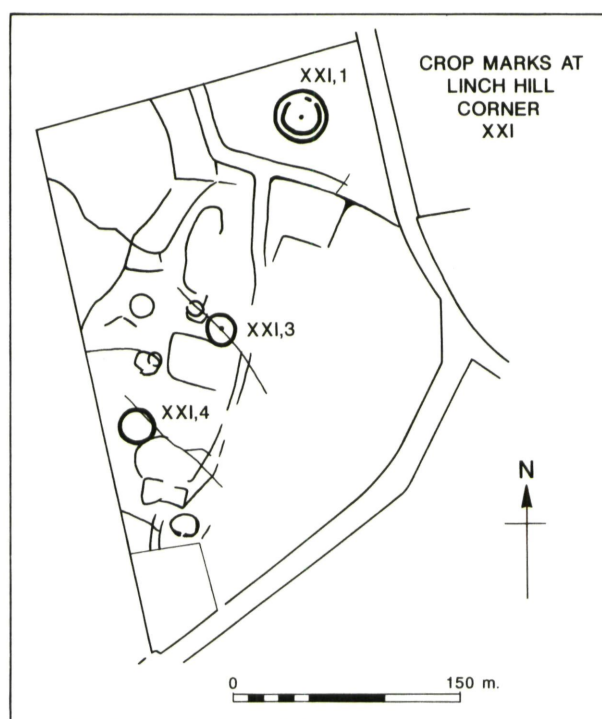 CROP MARKS AT
LINCH HILL
CORNER
XXI
XXI,1
XXI,3
XXI,4
N
0 150 m.